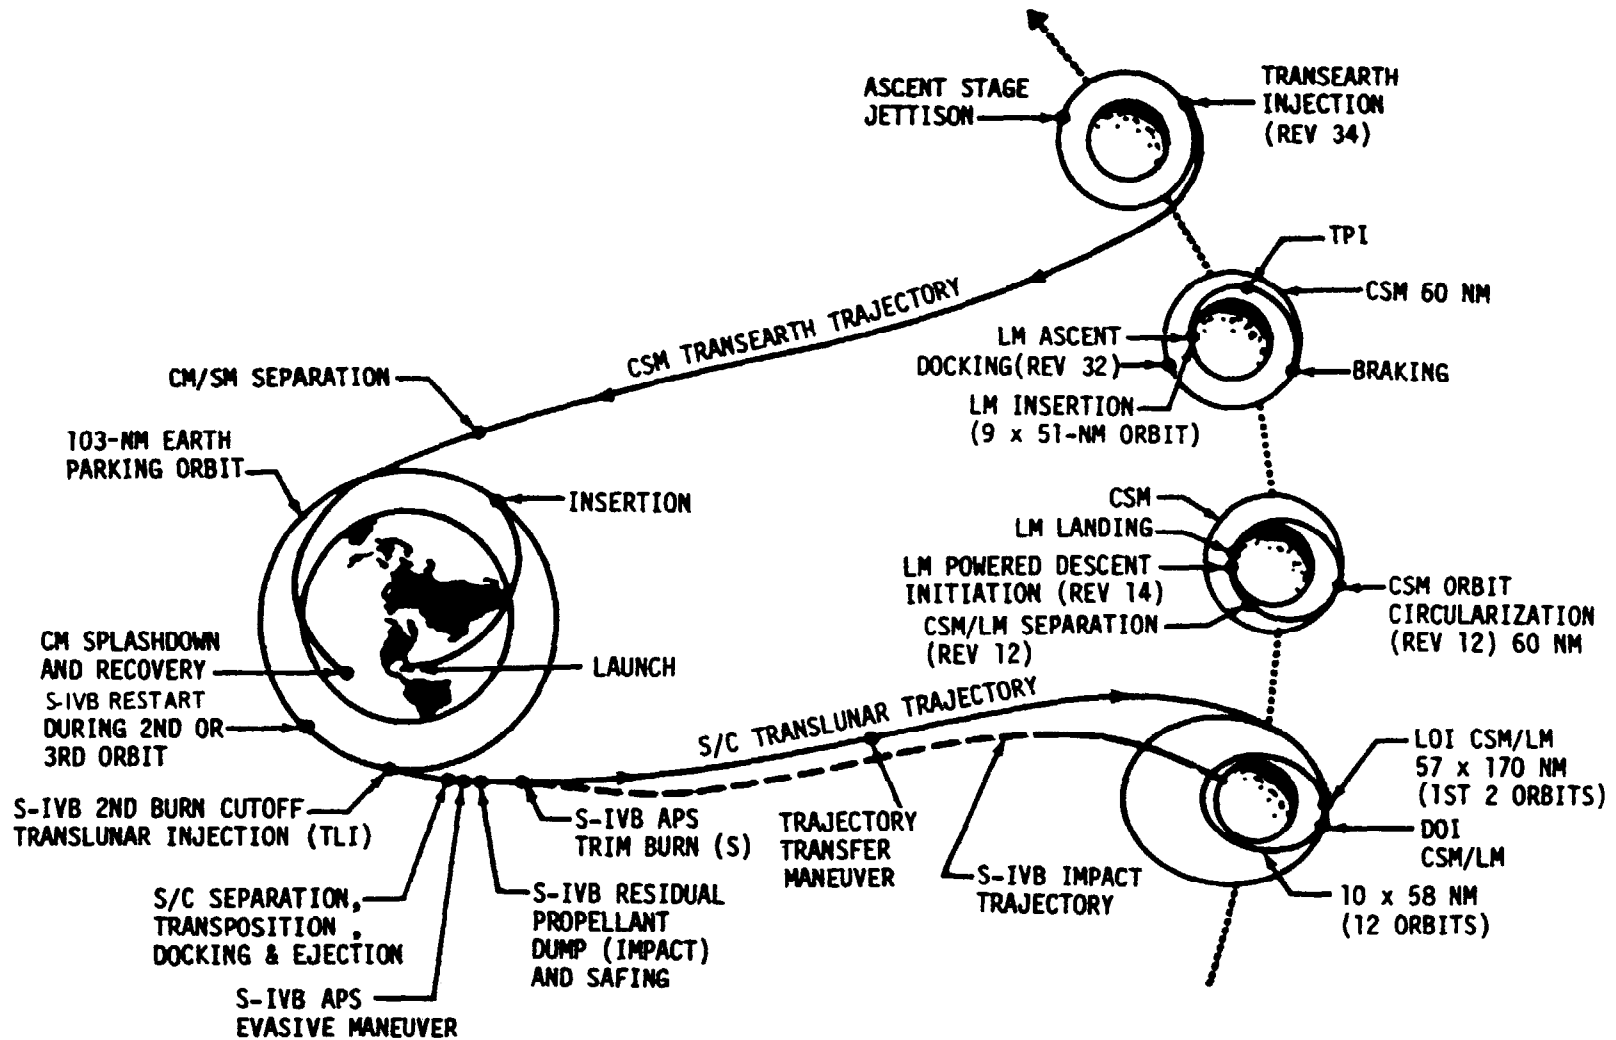 ASCENT STAGE
JETTISON
TRANSEARTH
INJECTION
(REV 34)
TPI
CSM 60 NM
CSM TRANSEARTH TRAJECTORY
LM ASCENT
DOCKING(REV 32)
BRAKING
LM INSERTION
(9 x 51-NM ORBIT)
CM/SM SEPARATION
103-NM EARTH
PARKING ORBIT
INSERTION
CSM
LM LANDING
LM POWERED DESCENT
INITIATION (REV 14)
CSM/LM SEPARATION
(REV 12)
CSM ORBIT
CIRCULARIZATION
(REV 12) 60 NM
CM SPLASHDOWN
AND RECOVERY
LAUNCH
S-IVB RESTART
DURING 2ND OR
3RD ORBIT
S/C TRANSLUNAR TRAJECTORY
LOI CSM/LM
57 x 170 NM
(1ST 2 ORBITS)
S-IVB 2ND BURN CUTOFF
TRANSLUNAR INJECTION (TLI)
S-IVB APS
TRIM BURN (S)
TRAJECTORY
TRANSFER
MANEUVER
DOI
CSM/LM
S-IVB IMPACT
TRAJECTORY
10 x 58 NM
(12 ORBITS)
S/C SEPARATION,
TRANSPOSITION,
DOCKING & EJECTION
S-IVB RESIDUAL
PROPELLANT
DUMP (IMPACT)
AND SAFING
S-IVB APS
EVASIVE MANEUVER